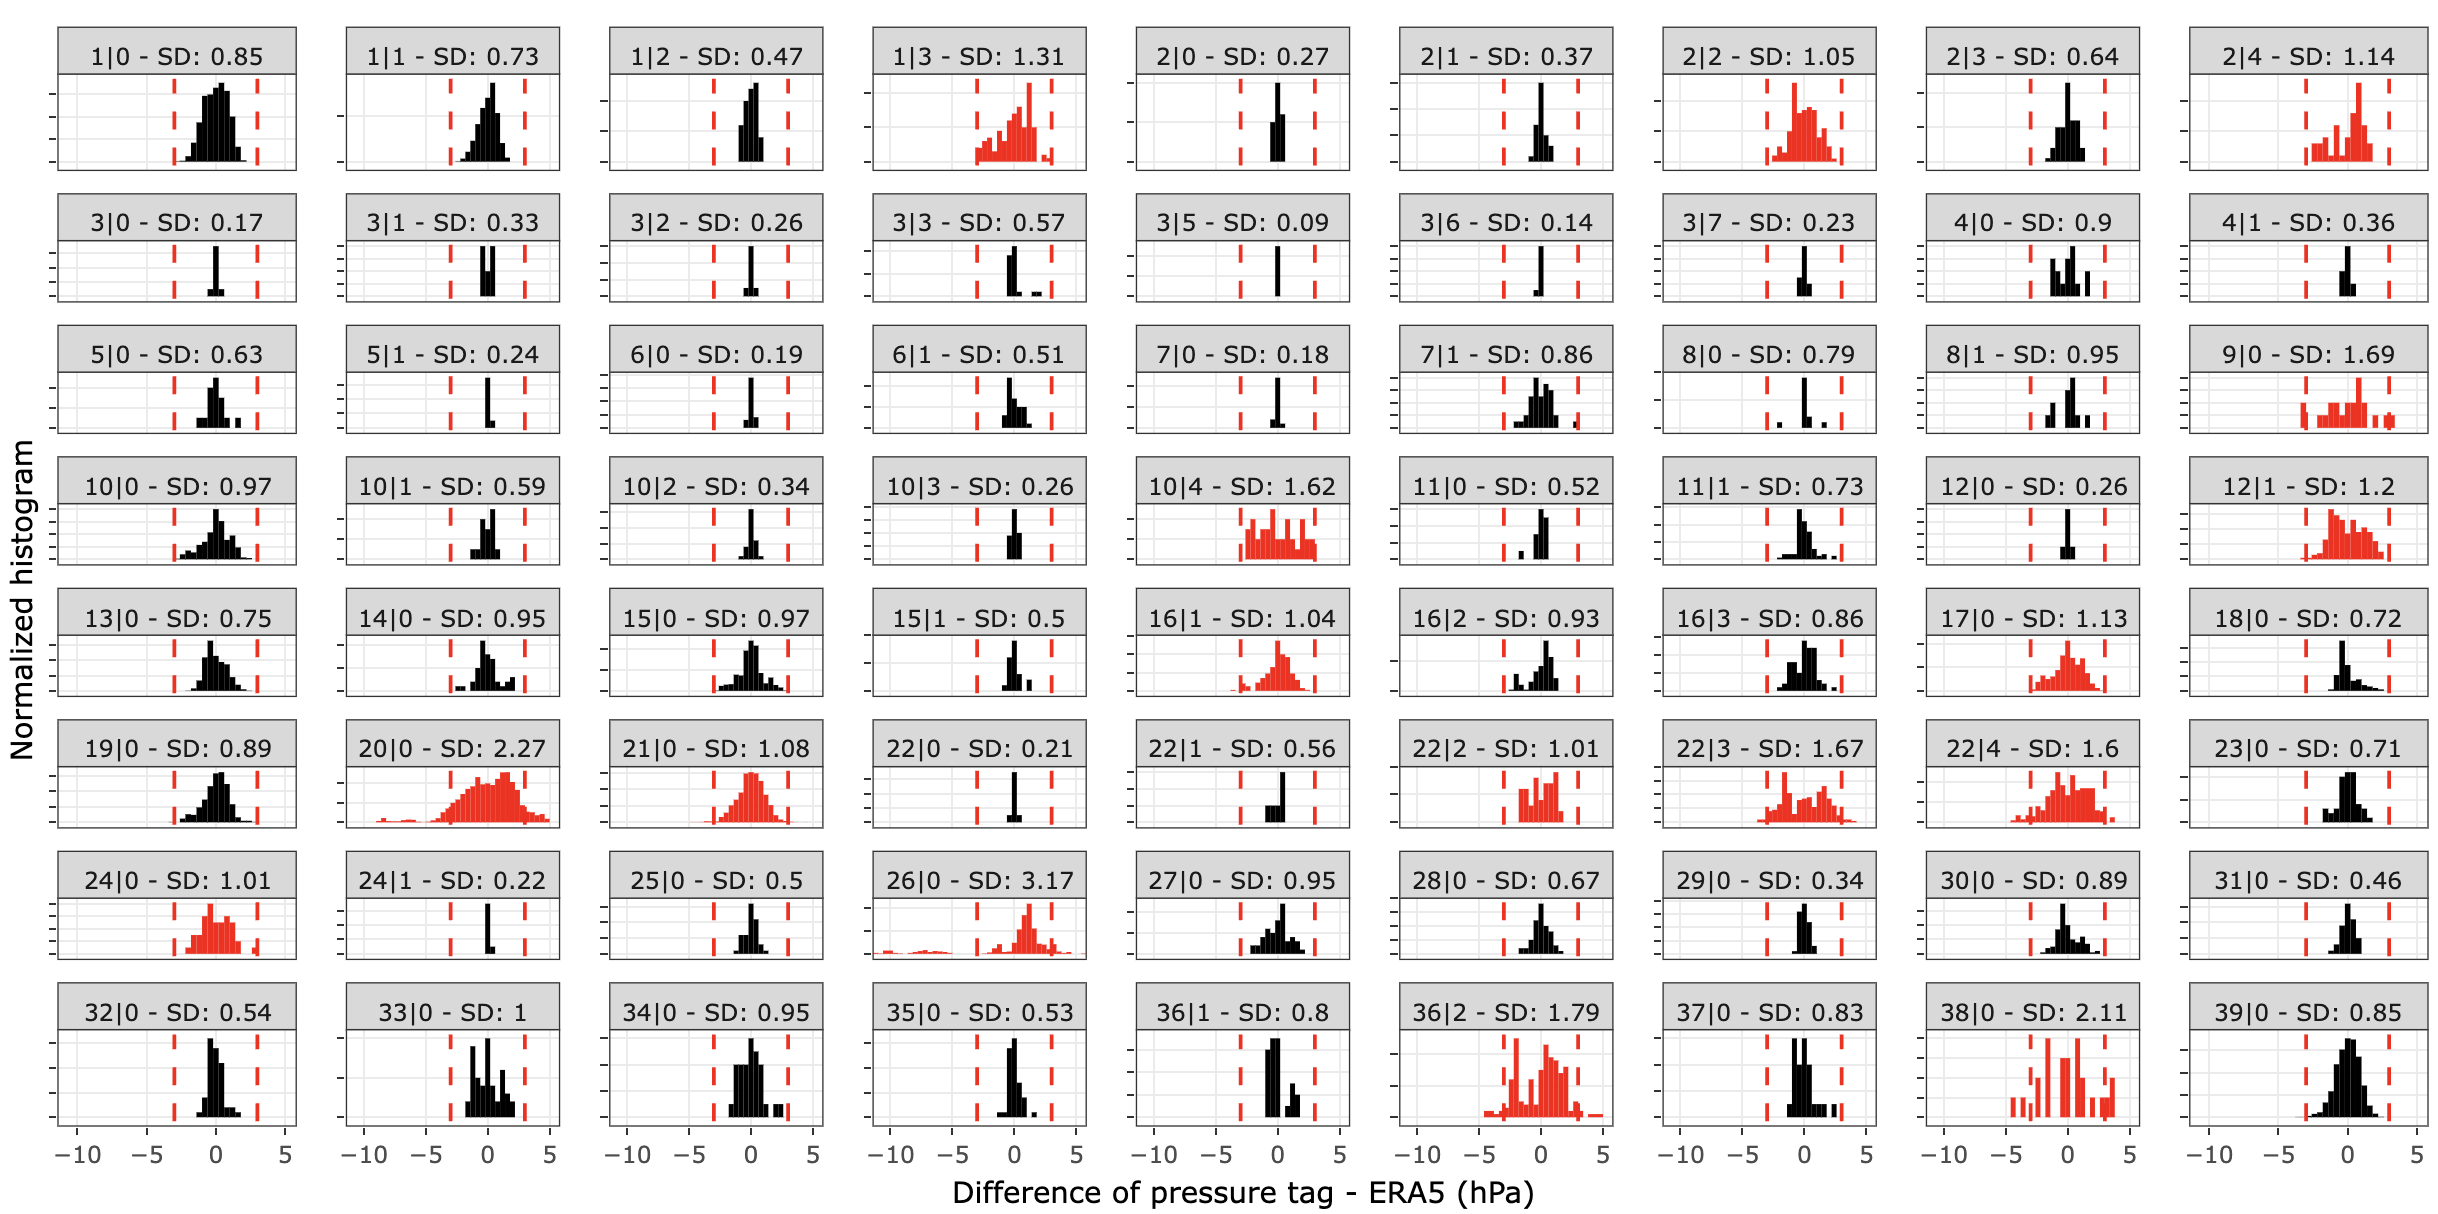 1|0 - SD: 0.85
1|1 - SD: 0.73
1|2 - SD: 0.47
1|3 - SD: 1.31
2|0 - SD: 0.27
2|1 - SD: 0.37
2|2 - SD: 1.05
2|3 - SD: 0.64
2|4 - SD: 1.14
3|0 - SD: 0.17
3|1 - SD: 0.33
3|2 - SD: 0.26
3|3 - SD: 0.57
3|5 - SD: 0.09
3|6 - SD: 0.14
3|7 - SD: 0.23
4|0 - SD: 0.9
4|1 - SD: 0.36
5|0 - SD: 0.63
5|1 - SD: 0.24
6|0 - SD: 0.19
6|1 - SD: 0.51
7|0 - SD: 0.18
7|1 - SD: 0.86
8|0 - SD: 0.79
8|1 - SD: 0.95
9|0 - SD: 1.69
10|0 - SD: 0.97
10|1 - SD: 0.59
10|2 - SD: 0.34
10|3 - SD: 0.26
10|4 - SD: 1.62
11|0 - SD: 0.52
11|1 - SD: 0.73
12|0 - SD: 0.26
12|1 - SD: 1.2
13|0 - SD: 0.75
14|0 - SD: 0.95
15|0 - SD: 0.97
15|1 - SD: 0.5
16|1 - SD: 1.04
16|2 - SD: 0.93
16|3 - SD: 0.86
17|0 - SD: 1.13
18|0 - SD: 0.72
19|0 - SD: 0.89
20|0 - SD: 2.27
21|0 - SD: 1.08
22|0 - SD: 0.21
22|1 - SD: 0.56
22|2 - SD: 1.01
22|3 - SD: 1.67
22|4 - SD: 1.6
23|0 - SD: 0.71
24|0 - SD: 1.01
24|1 - SD: 0.22
25|0 - SD: 0.5
26|0 - SD: 3.17
27|0 - SD: 0.95
28|0 - SD: 0.67
29|0 - SD: 0.34
30|0 - SD: 0.89
31|0 - SD: 0.46
32|0 - SD: 0.54
33|0 - SD: 1
34|0 - SD: 0.95
35|0 - SD: 0.53
36|1 - SD: 0.8
36|2 - SD: 1.79
37|0 - SD: 0.83
38|0 - SD: 2.11
39|0 - SD: 0.85
−10 −5 0 5 −10 −5 0 5 −10 −5 0 5 −10 −5 0 5 −10 −5 0 5 −10 −5 0 5 −10 −5 0 5 −10 −5 0 5 −10 −5 0 5
Difference of pressure tag - ERA5 (hPa)
Normalized histogram